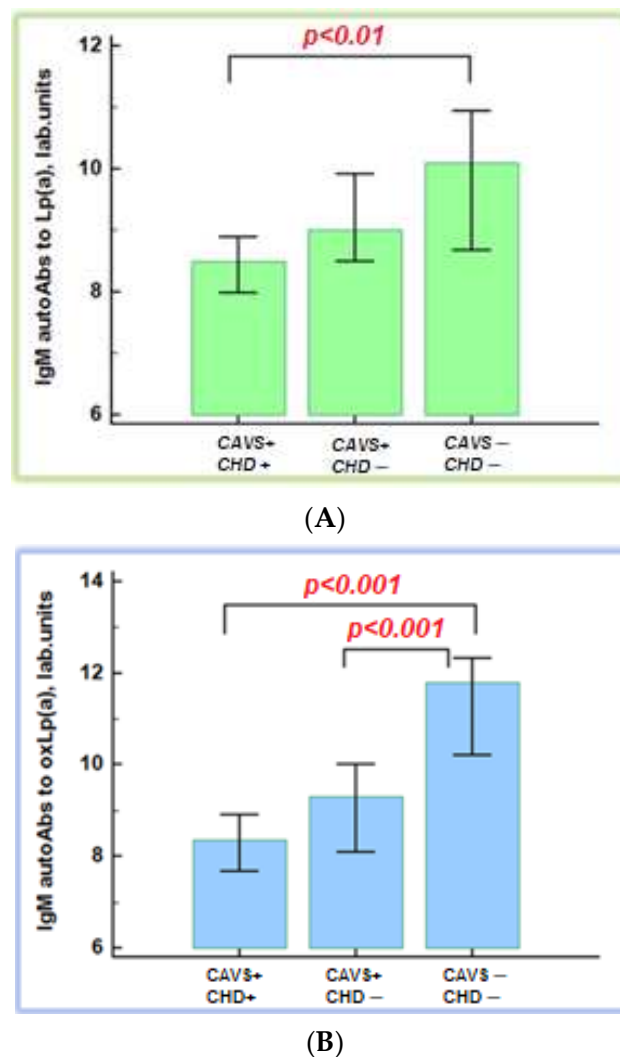 p<0.01
IgM autoAbs to Lp(a), lab.units
12
10
8
6
CAVS+ CAVS+ CAVS –
CHD + CHD – CHD –
(A)
p<0.001
p<0.001
IgM autoAbs to oxLp(a), lab.units
14
12
10
8
6
CAVS+ CAVS+ CAVS –
CHD+ CHD – CHD –
(B)